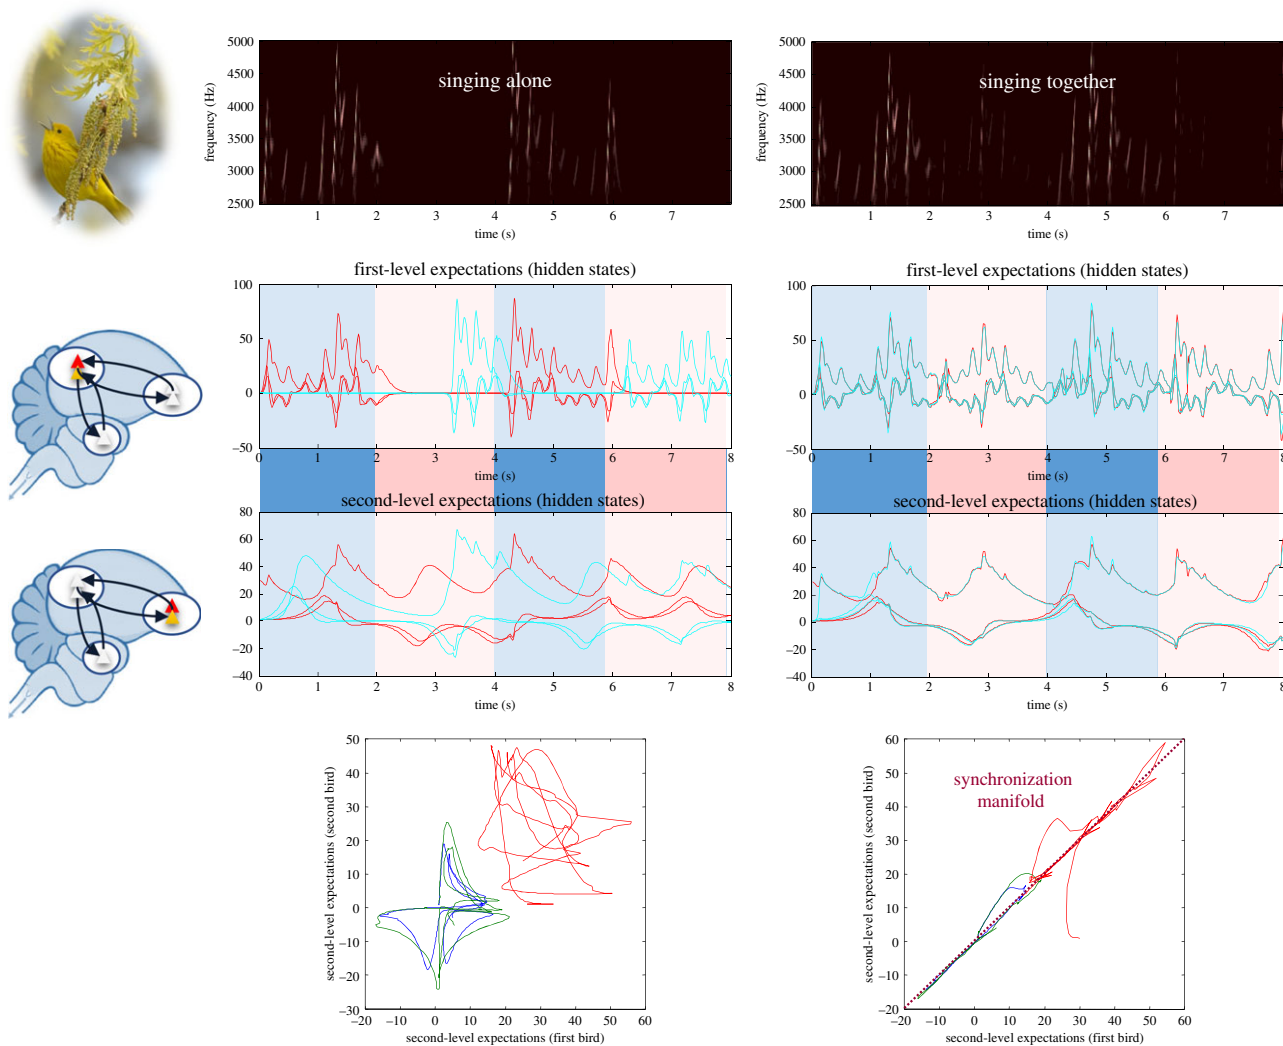 5000
4500
4000
3500
3000
2500
frequency (Hz)
singing alone
1 2 3 4 5 6 7
time (s)
5000
4500
4000
3500
3000
2500
frequency (Hz)
singing together
1 2 3 4 5 6 7
time (s)
first-level expectations (hidden states)
100
50
0
–50
0 1 2 3 4 5 6 7 8
time (s)
first-level expectations (hidden states)
100
50
0
–50
0 1 2 3 4 5 6 7 8
time (s)
second-level expectations (hidden states)
80
60
40
20
0
–20
–40
0 1 2 3 4 5 6 7 8
time (s)
second-level expectations (hidden states)
80
60
40
20
0
–20
–40
0 1 2 3 4 5 6 7 8
time (s)
50
40
30
20
10
0
–10
–20
–30
second-level expectations (second bird)
–20 –10 0 10 20 30 40 50 60
second-level expectations (first bird)
60
50
40
30
20
10
0
–10
–20
second-level expectations (second bird)
synchronization
manifold
–20 –10 0 10 20 30 40 50 60
second-level expectations (first bird)